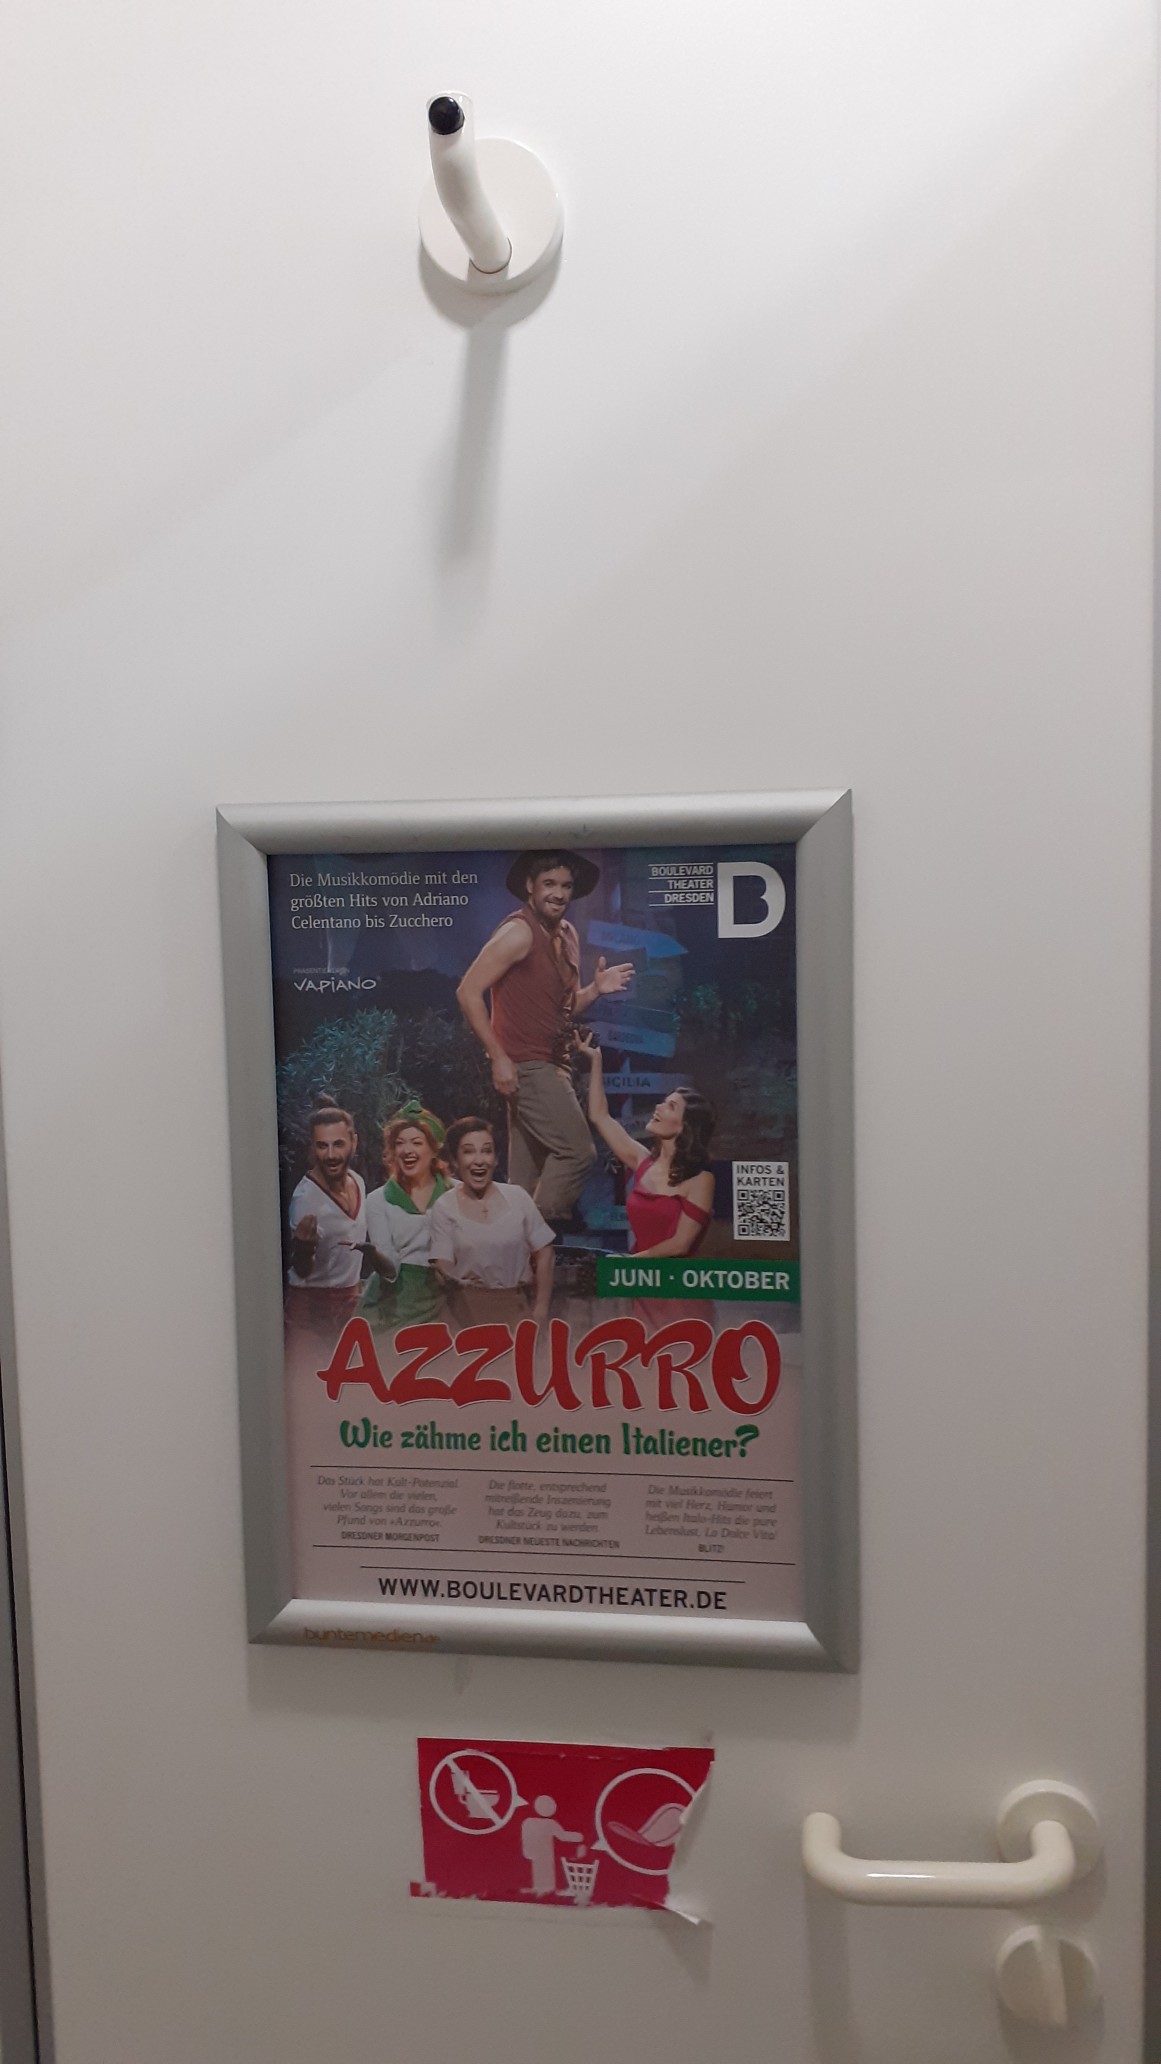 Die Musikkomödie mit den
größten Hits von Adriano
Celentano bis Zucchero
VAPIANO
BOULEVARD
THEATER
DRESDEN
B
SICILIA
INFOS &
KARTEN
JUNI · OKTOBER
AZZURRO
Wie zähme ich einen Italiener?
Das Stück hat Kult-Potenzial
Vor allem die vielen,
vielen Songs sind das große
Pfund von »Azzurro«.
DRESDNER MORGENPOST
Die flotte, entsprechend
mitreißende Inszenierung
hat das Zeug dazu, zum
Kultstück zu werden
DRESDNER NEUESTE NACHRICHTEN
Die Musikkomödie feiert
mit viel Herz, Humor und
heißen Italo-Hits die pure
Lebenslust, La Dolce Vita!
BLITZ!
WWW.BOULEVARDTHEATER.DE
buntemedien.de